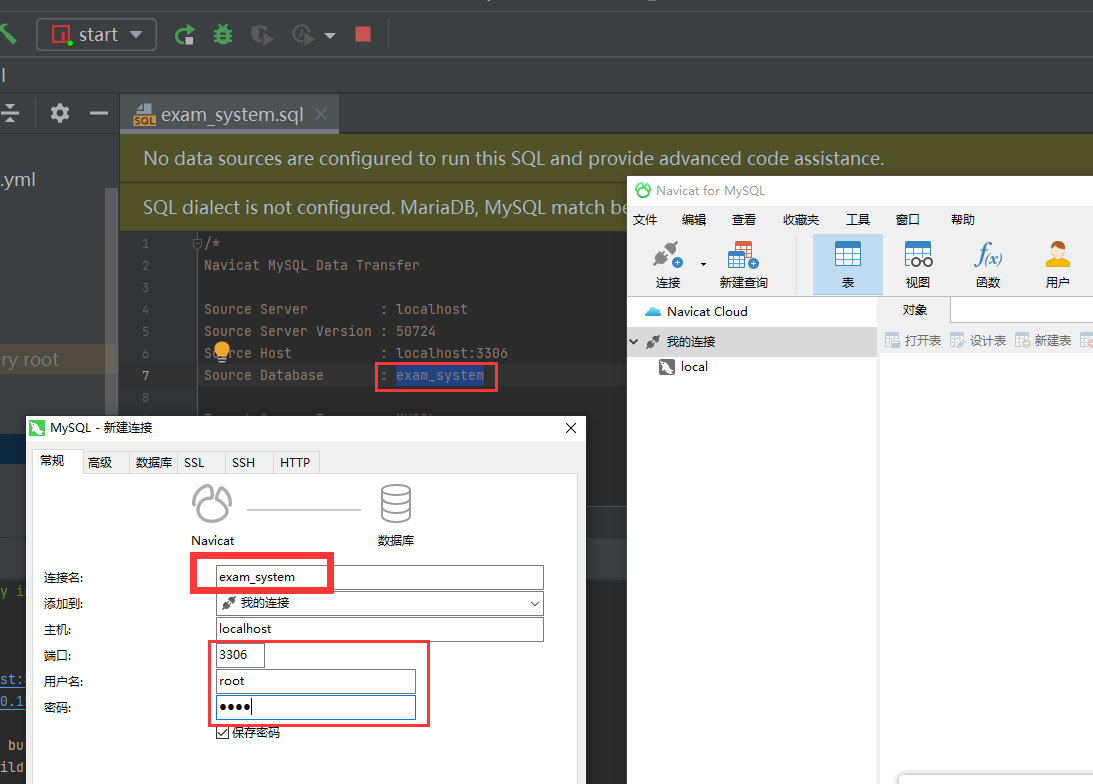 start
l
exam_system.sql
No data sources are configured to run this SQL and provide advanced code assistance.
.yml
SQL dialect is not configured. MariaDB, MySQL match be
1 /*
2 Navicat MySQL Data Transfer
3
4 Source Server : localhost
5 Source Server Version : 50724
6 Source Host : localhost:3306
7 Source Database : exam_system
8
ry root
Navicat for MySQL
文件 编辑 查看 收藏夹 工具 窗口 帮助
连接 新建查询 表 视图 函数 用户
Navicat Cloud
对象
我的连接
打开表 设计表 新建表
local
MySQL - 新建连接
常规 高级 数据库 SSL SSH HTTP
Navicat 数据库
连接名: exam_system
添加到: 我的连接
主机: localhost
端口: 3306
用户名: root
密码: ●●●●
保存密码
y i
st:
0.1
bu
ild